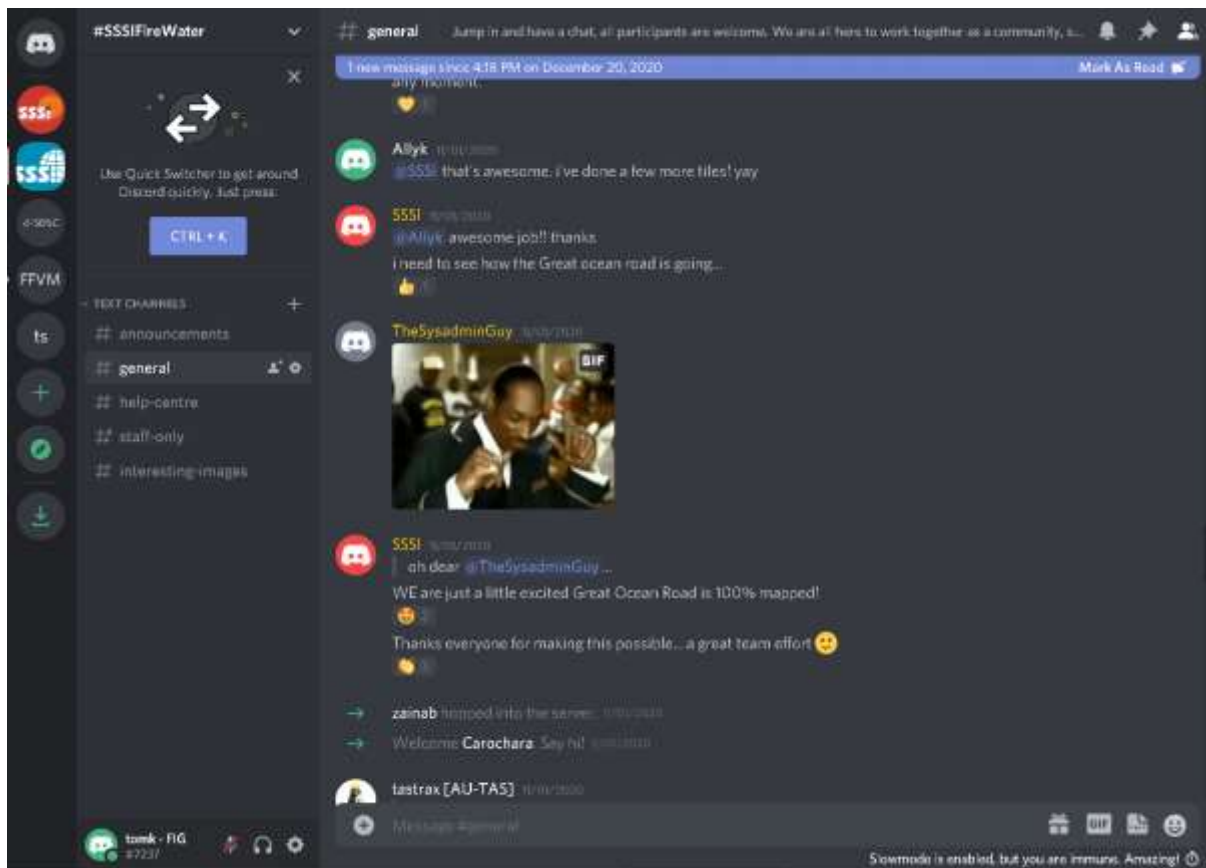 #SSSIFireWater
Use Quick Switcher to get around
Discord quickly. Just press:
CTRL + K
TEXT CHANNELS
# announcements
# general
# help-centre
# staff-only
# interesting-images
SSSi
SSSI
FFVM
ts
tomk - FIG
#7237
# general Jump in and have a chat, all participants are welcome. We are all here to work together as a community, s...
1 new message since 4:18 PM on December 20, 2020 Mark As Read
any moment.
Allyk
@SSSI that's awesome. i've done a few more tiles! yay
SSSI
@Allyk awesome job!! thanks
i need to see how the Great ocean road is going...
TheSysadminGuy
GIF
SSSI
oh dear @TheSysadminGuy ...
WE are just a little excited Great Ocean Road is 100% mapped!
Thanks everyone for making this possible... a great team effort
zainab hopped into the server.
Welcome Carochara. Say hi!
tastrax [AU-TAS]
Message #general
GIF
Slowmode is enabled, but you are immune. Amazing!